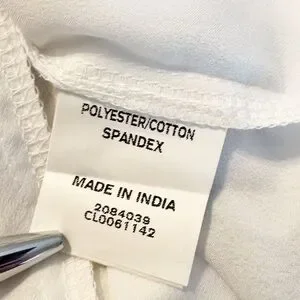 POLYESTER/COTTON
SPANDEX
MADE IN INDIA
2084039
CL0061142